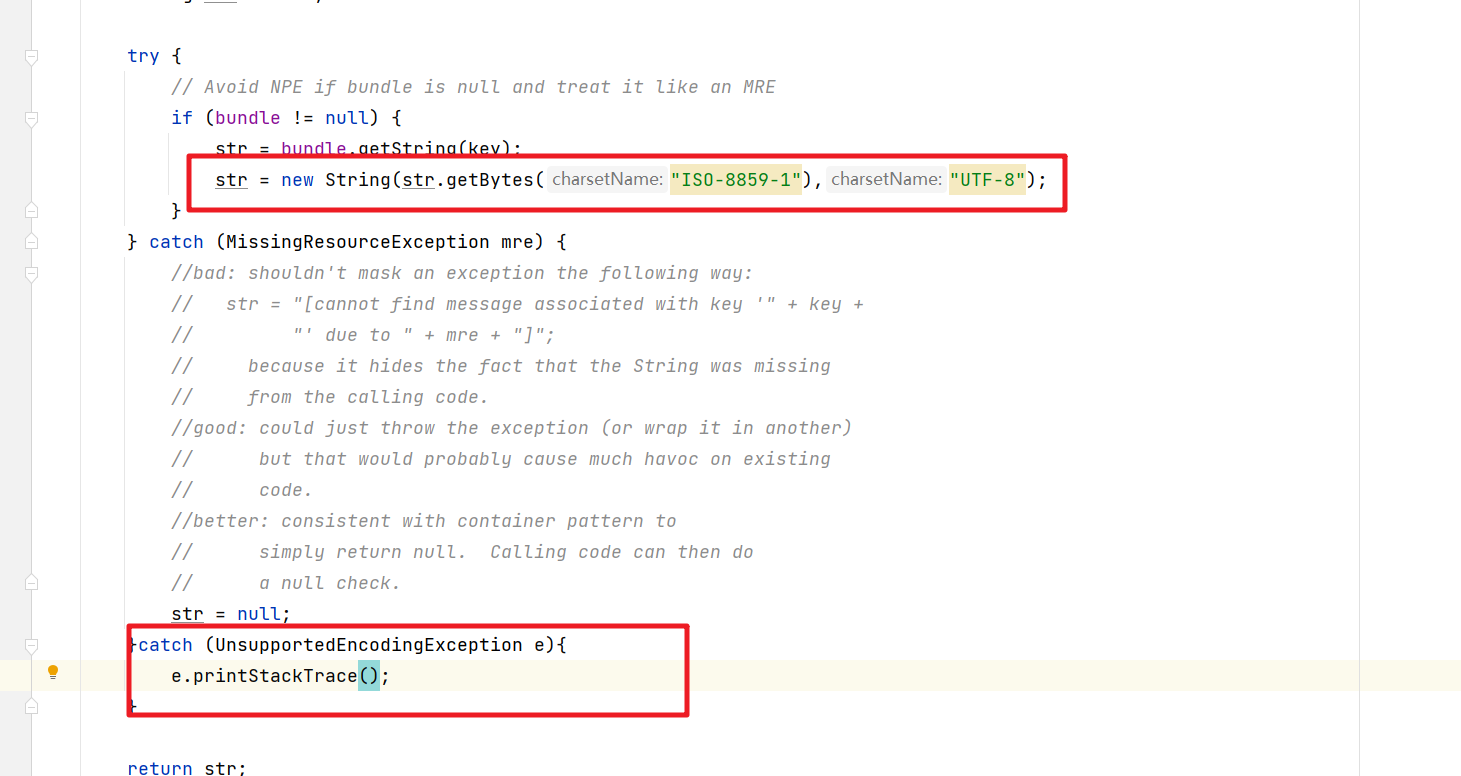 try {
// Avoid NPE if bundle is null and treat it like an MRE
if (bundle != null) {
str = bundle.getString(key);
str = new String(str.getBytes( charsetName: "ISO-8859-1"), charsetName: "UTF-8");
}
} catch (MissingResourceException mre) {
//bad: shouldn't mask an exception the following way:
//   str = "[cannot find message associated with key '" + key +
//         "' due to " + mre + "]";
//     because it hides the fact that the String was missing
//     from the calling code.
//good: could just throw the exception (or wrap it in another)
//      but that would probably cause much havoc on existing
//      code.
//better: consistent with container pattern to
//      simply return null.  Calling code can then do
//      a null check.
str = null;
}catch (UnsupportedEncodingException e){
e.printStackTrace();
}
return str;